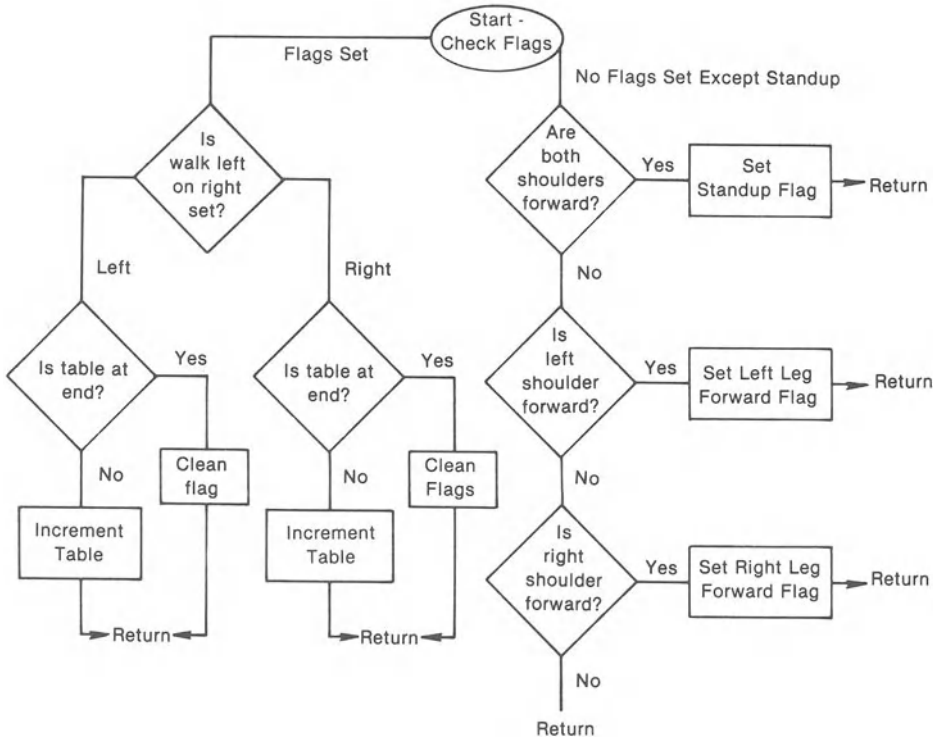 Start -
Check Flags
Flags Set
No Flags Set Except Standup
Is
walk left
on right
set?
Left
Right
Is table at
end?
Yes
No
Clean
flag
Increment
Table
Return
Is table at
end?
Yes
No
Clean
Flags
Increment
Table
Return
Are
both
shoulders
forward?
Yes
Set
Standup Flag
Return
No
Is
left
shoulder
forward?
Yes
Set Left Leg
Forward Flag
Return
No
Is
right
shoulder
forward?
Yes
Set Right Leg
Forward Flag
Return
No
Return